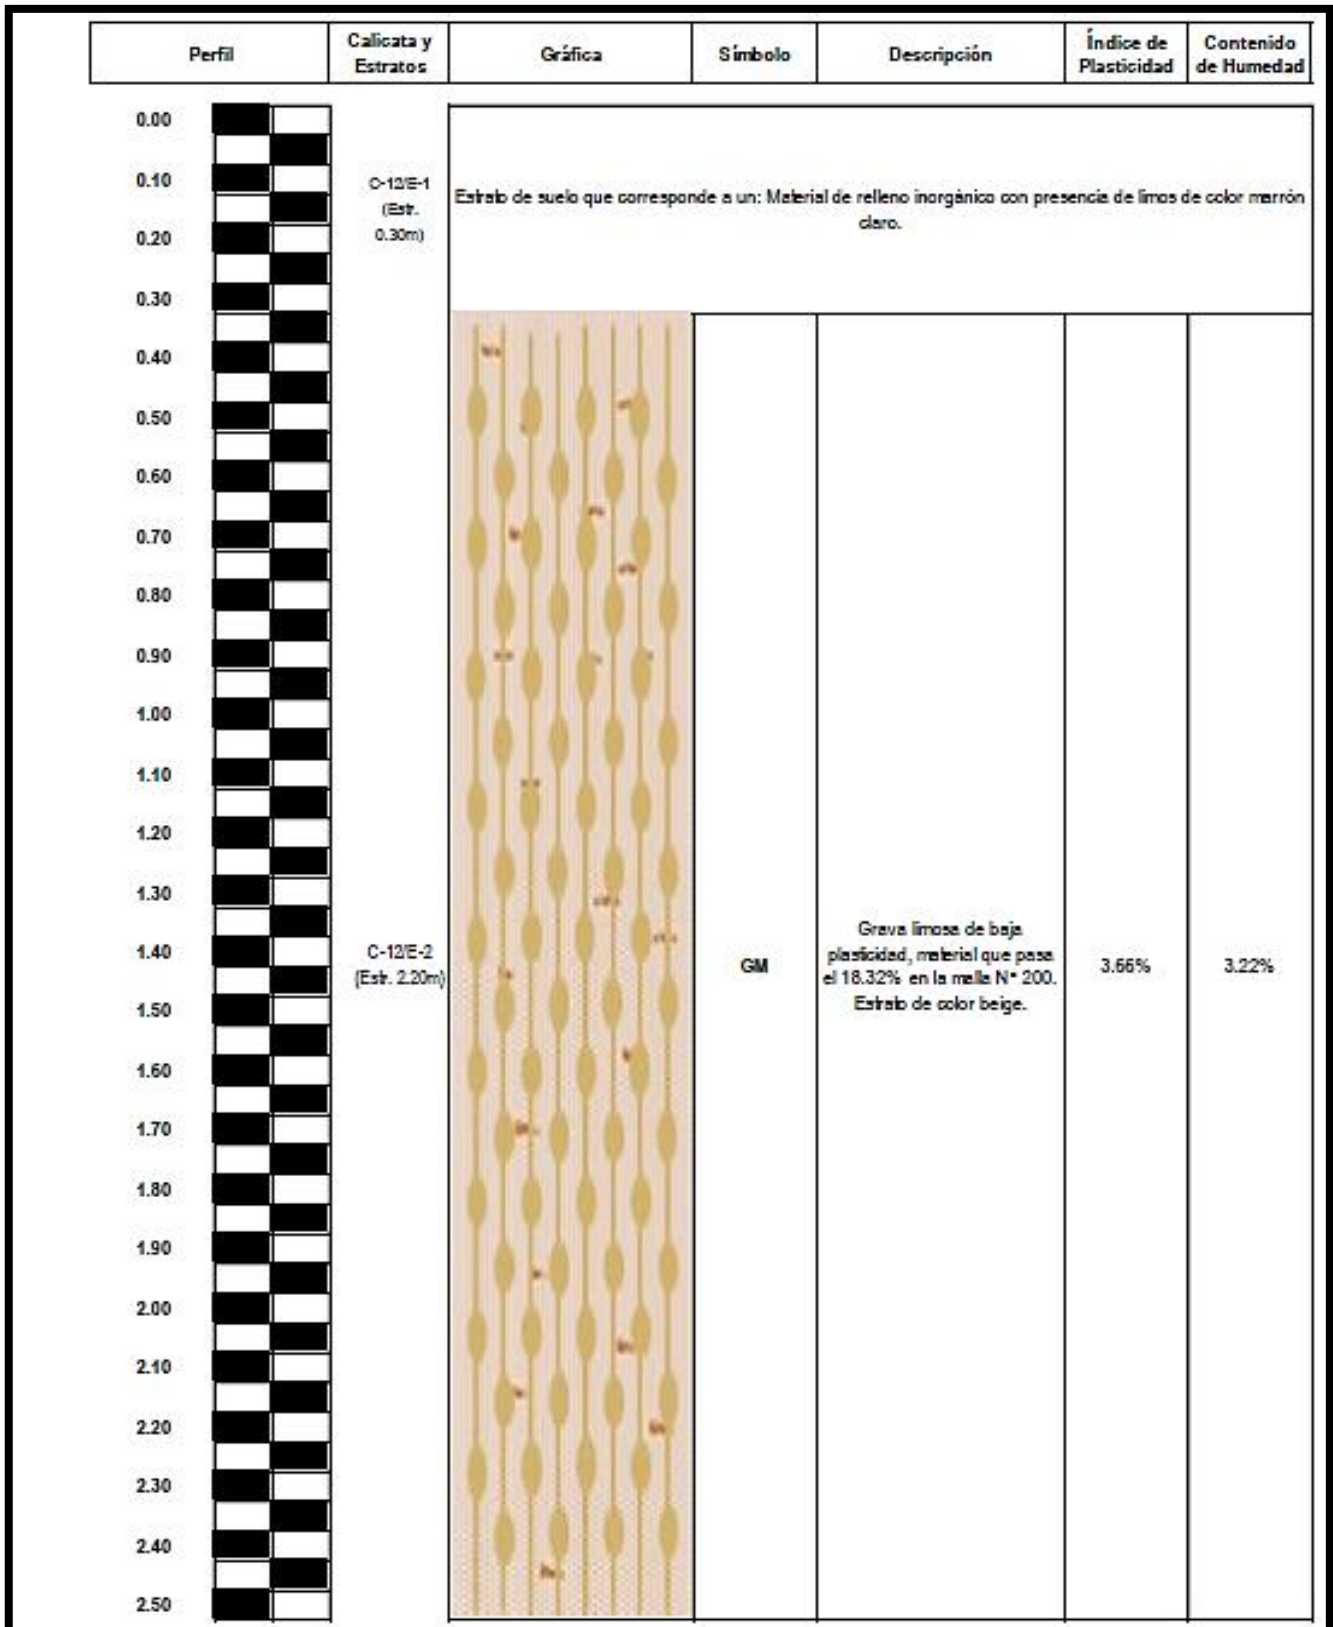 Perfil
Calicata y
Estratos
Gráfica
Símbolo
Descripción
Índice de
Plasticidad
Contenido
de Humedad
0.00
0.10
0.20
0.30
0.40
0.50
0.60
0.70
0.80
0.90
1.00
1.10
1.20
1.30
1.40
1.50
1.60
1.70
1.80
1.90
2.00
2.10
2.20
2.30
2.40
2.50
C-12/E-1
(Estr.
0.30m)
Estrato de suelo que corresponde a un: Material de relleno inorgánico con presencia de limos de color marrón
claro.
C-12/E-2
(Estr. 2.20m)
GM
Grava limosa de baja
plasticidad, material que pasa
el 18.32% en la malla N° 200.
Estrato de color beige.
3.66%
3.22%